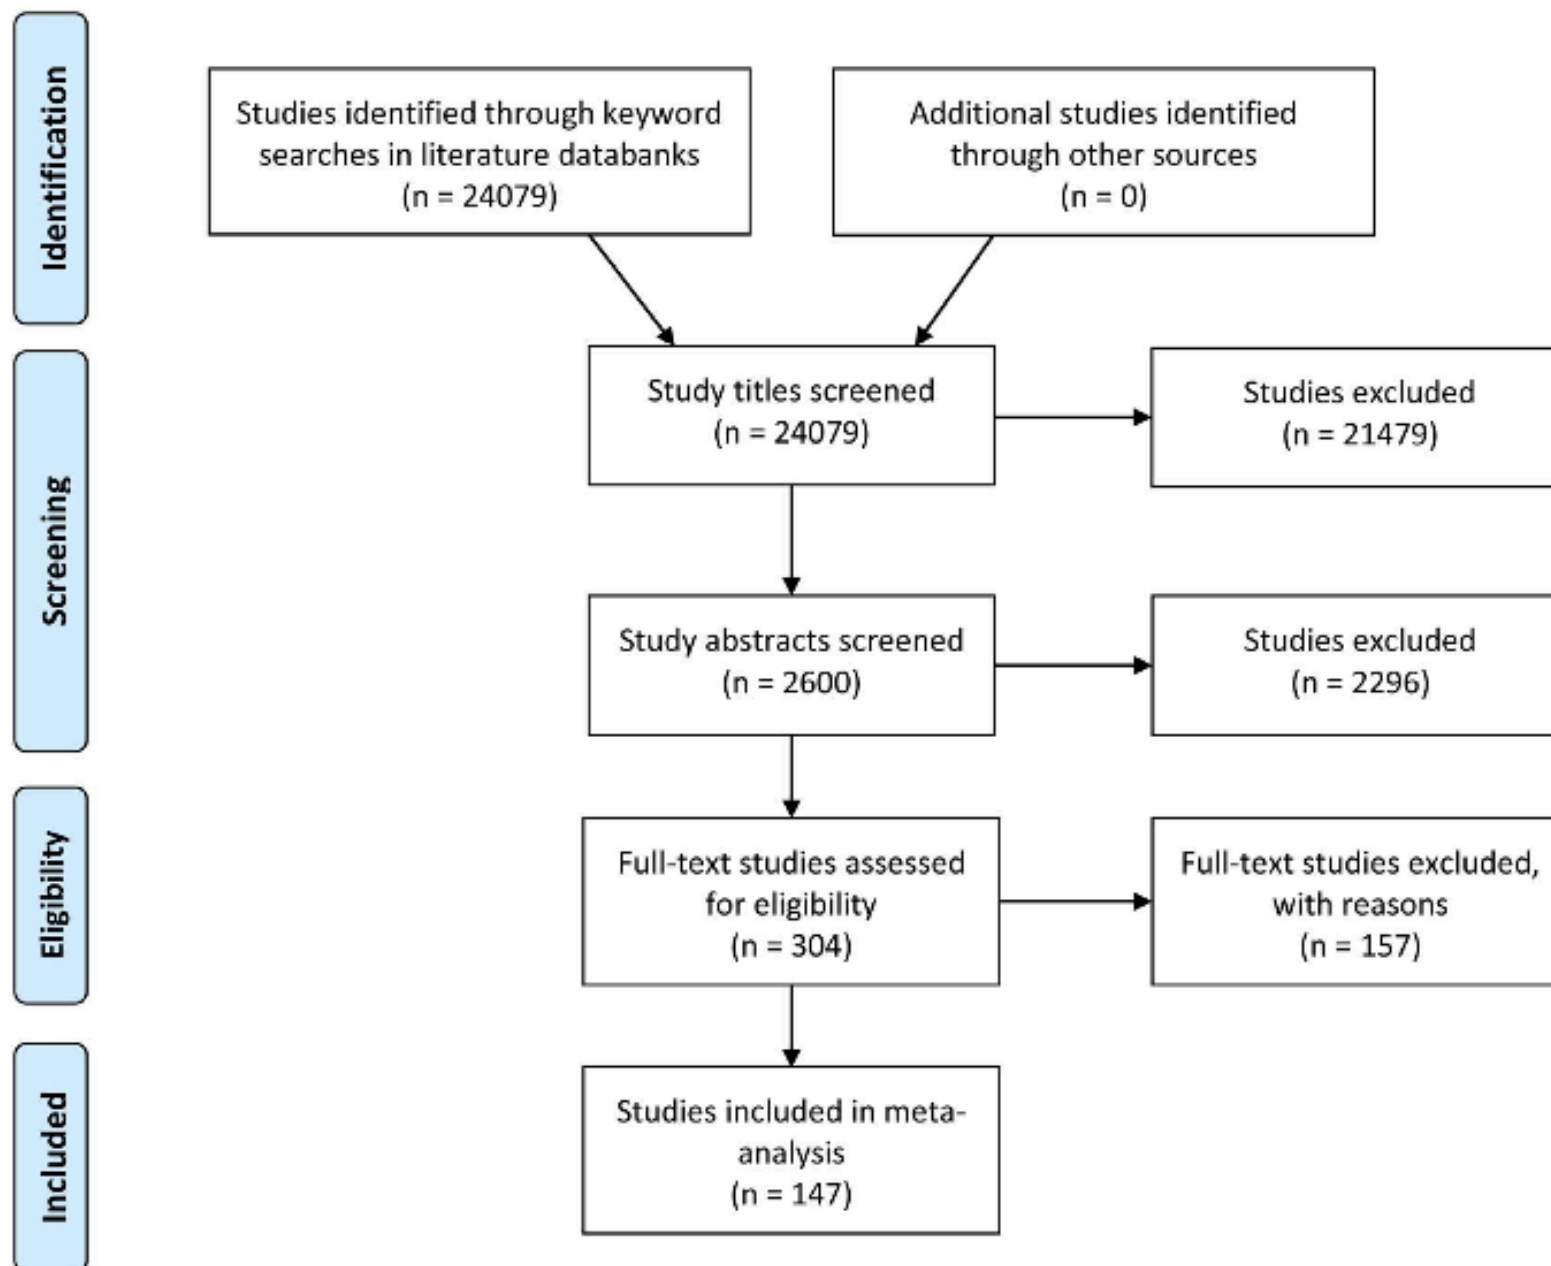 Identification
Studies identified through keyword
searches in literature databanks
(n = 24079)
Additional studies identified
through other sources
(n = 0)
Screening
Study titles screened
(n = 24079)
Studies excluded
(n = 21479)
Study abstracts screened
(n = 2600)
Studies excluded
(n = 2296)
Eligibility
Full-text studies assessed
for eligibility
(n = 304)
Full-text studies excluded,
with reasons
(n = 157)
Included
Studies included in meta-
analysis
(n = 147)